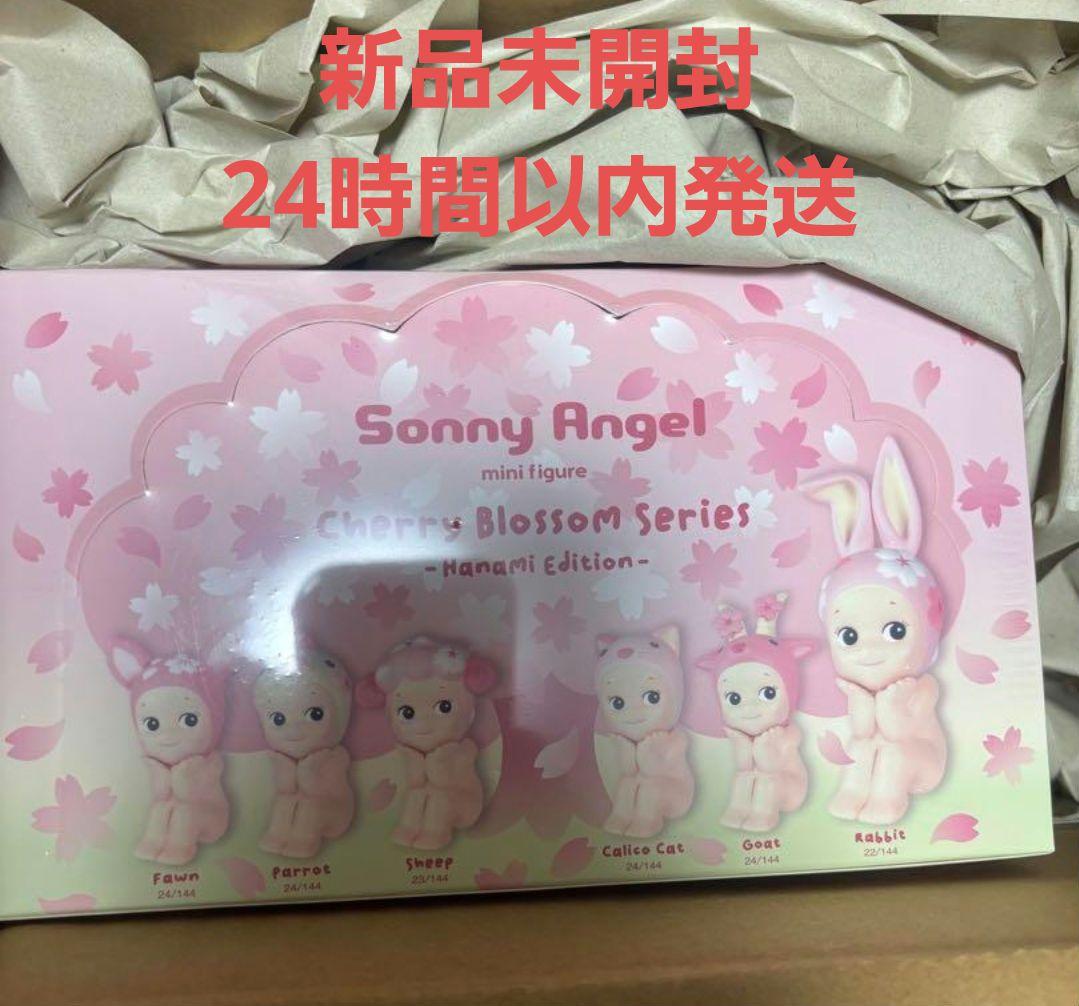 新品末開封
24時間以内発送
Sonny Angel
mini figure
Cherry Blossom Series
-Hanami Edition-
Fawn
24/144
Parrot
24/144
Sheep
23/144
Calico Cat
24/144
Goat
24/144
Rabbit
22/144